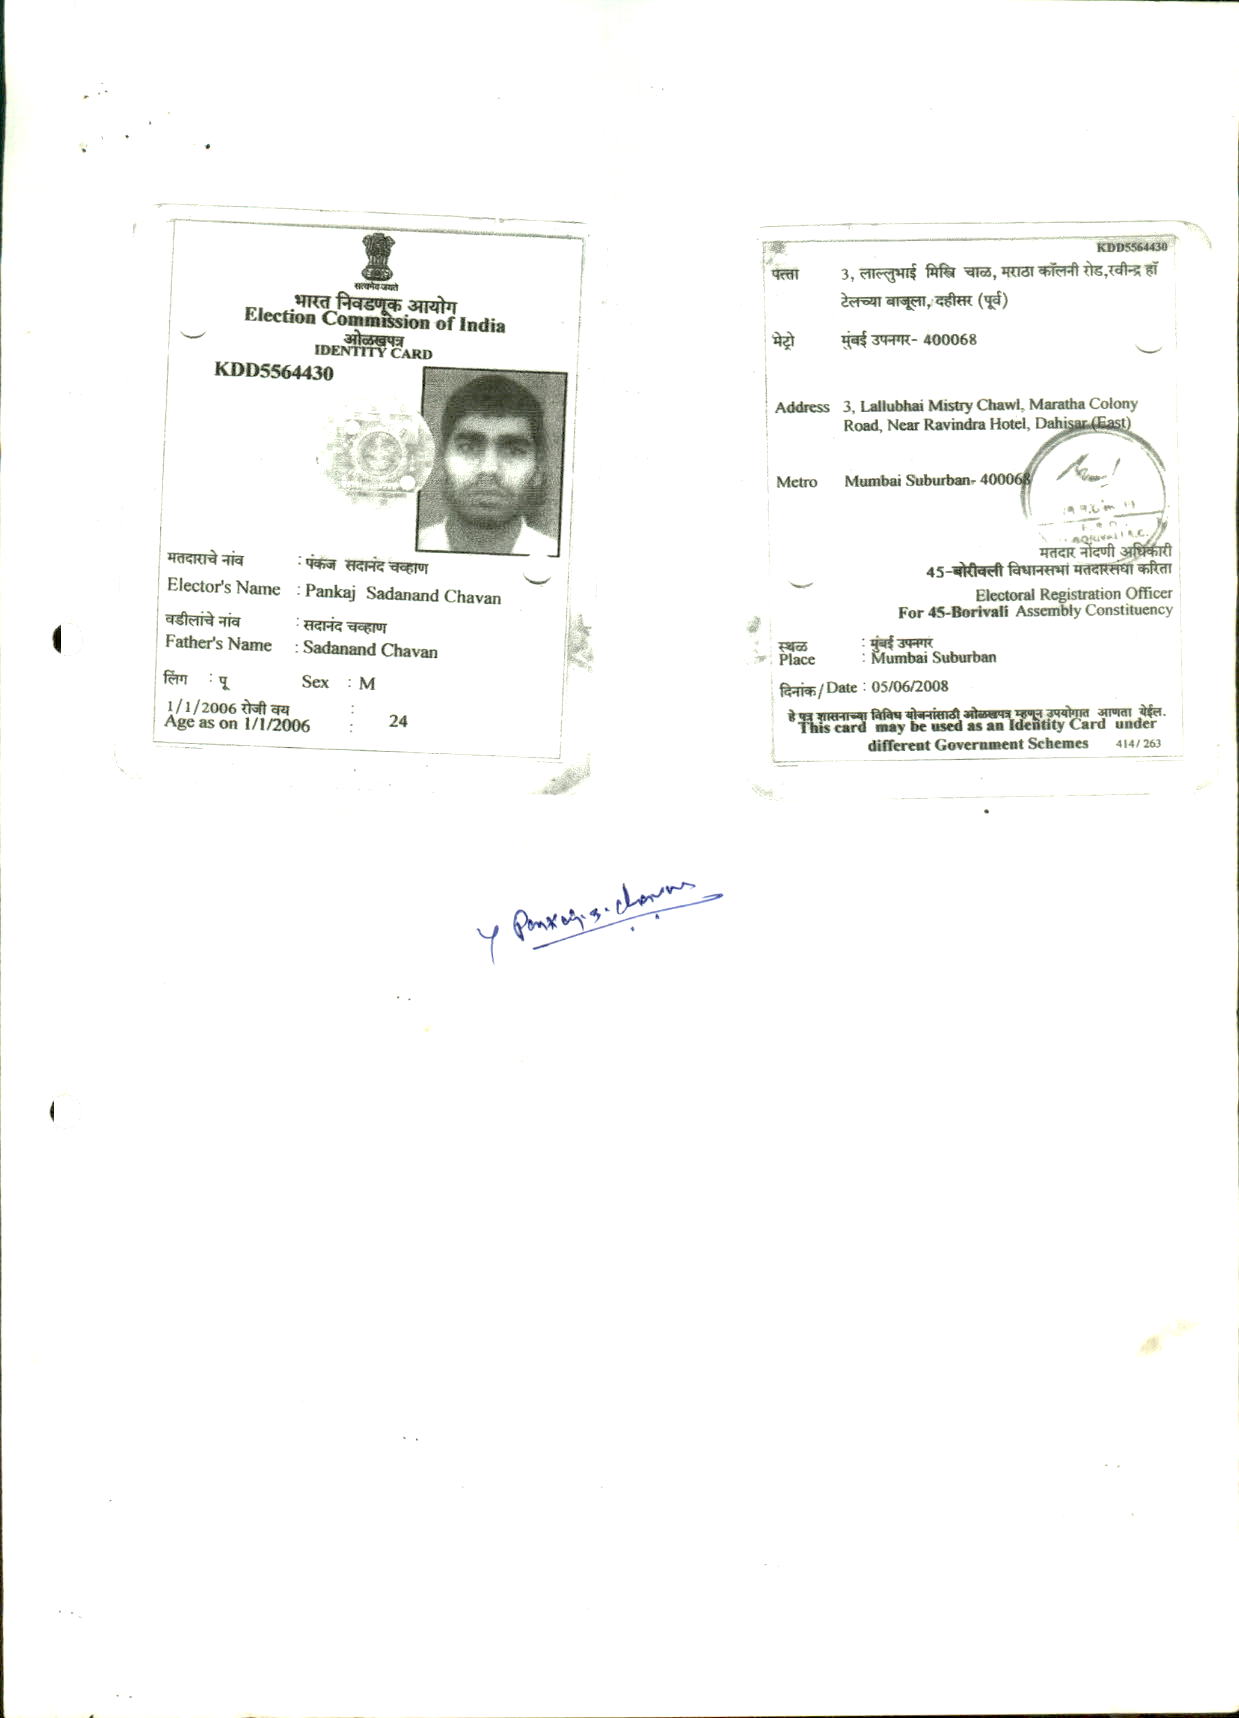 सत्यमेव जयते
भारत निवडणूक आयोग
Election Commission of India
ओळखपत्र
IDENTITY CARD
KDD5564430
मतदाराचे नांव : पंकज सदानंद चव्हाण
Elector's Name : Pankaj Sadanand Chavan
वडीलांचे नांव : सदानंद चव्हाण
Father's Name : Sadanand Chavan
लिंग : पू Sex : M
1/1/2006 रोजी वय :
Age as on 1/1/2006 : 24
KDD5564430
पत्ता 3, लाल्लुभाई मिस्त्रि चाळ, मराठा कॉलनी रोड,रवीन्द्र हॉ
टेलच्या बाजूला, दहीसर (पूर्व)
मेट्रो मुंबई उपनगर- 400068
Address 3, Lallubhai Mistry Chawl, Maratha Colony
Road, Near Ravindra Hotel, Dahisar (East)
Metro Mumbai Suburban- 400068
मतदार नोंदणी अधिकारी
45-बोरीवली विधानसभा मतदारसंघा करिता
Electoral Registration Officer
For 45-Borivali Assembly Constituency
स्थळ : मुंबई उपनगर
Place : Mumbai Suburban
दिनांक / Date : 05/06/2008
हे पत्र शासनाच्या विविध योजनांसाठी ओळखपत्र म्हणून उपयोगात आणता येईल.
This card may be used as an Identity Card under
different Government Schemes 414/ 263
Pankaj.s.chavan